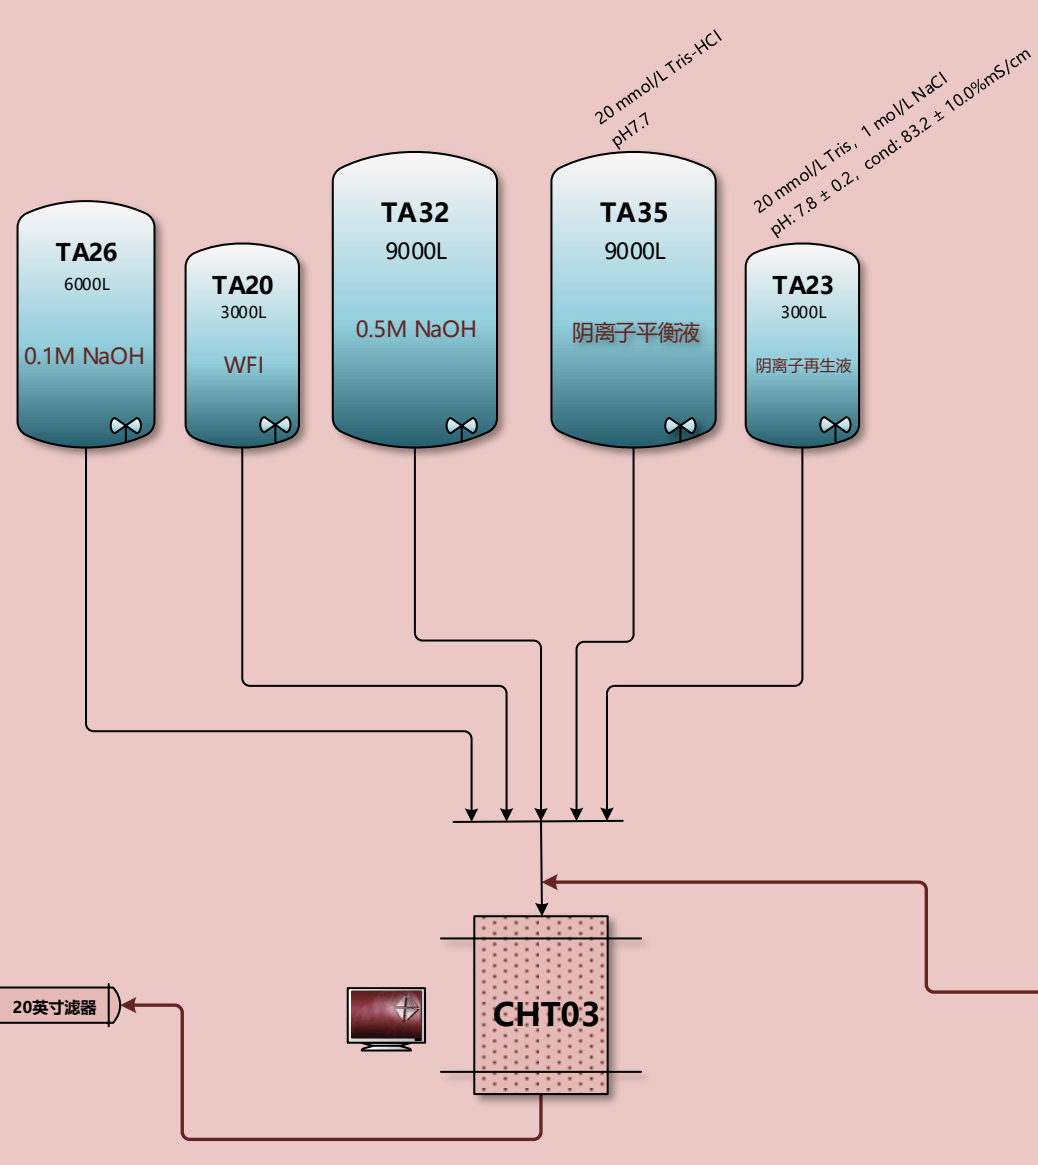 20 mmol/L Tris-HCl
pH7.7
20 mmol/L Tris，1 mol/L NaCl
pH: 7.8 ± 0.2，cond: 83.2 ± 10.0%mS/cm
TA26
6000L
0.1M NaOH
TA20
3000L
WFI
TA32
9000L
0.5M NaOH
TA35
9000L
阴离子平衡液
TA23
3000L
阴离子再生液
20英寸滤器
CHT03